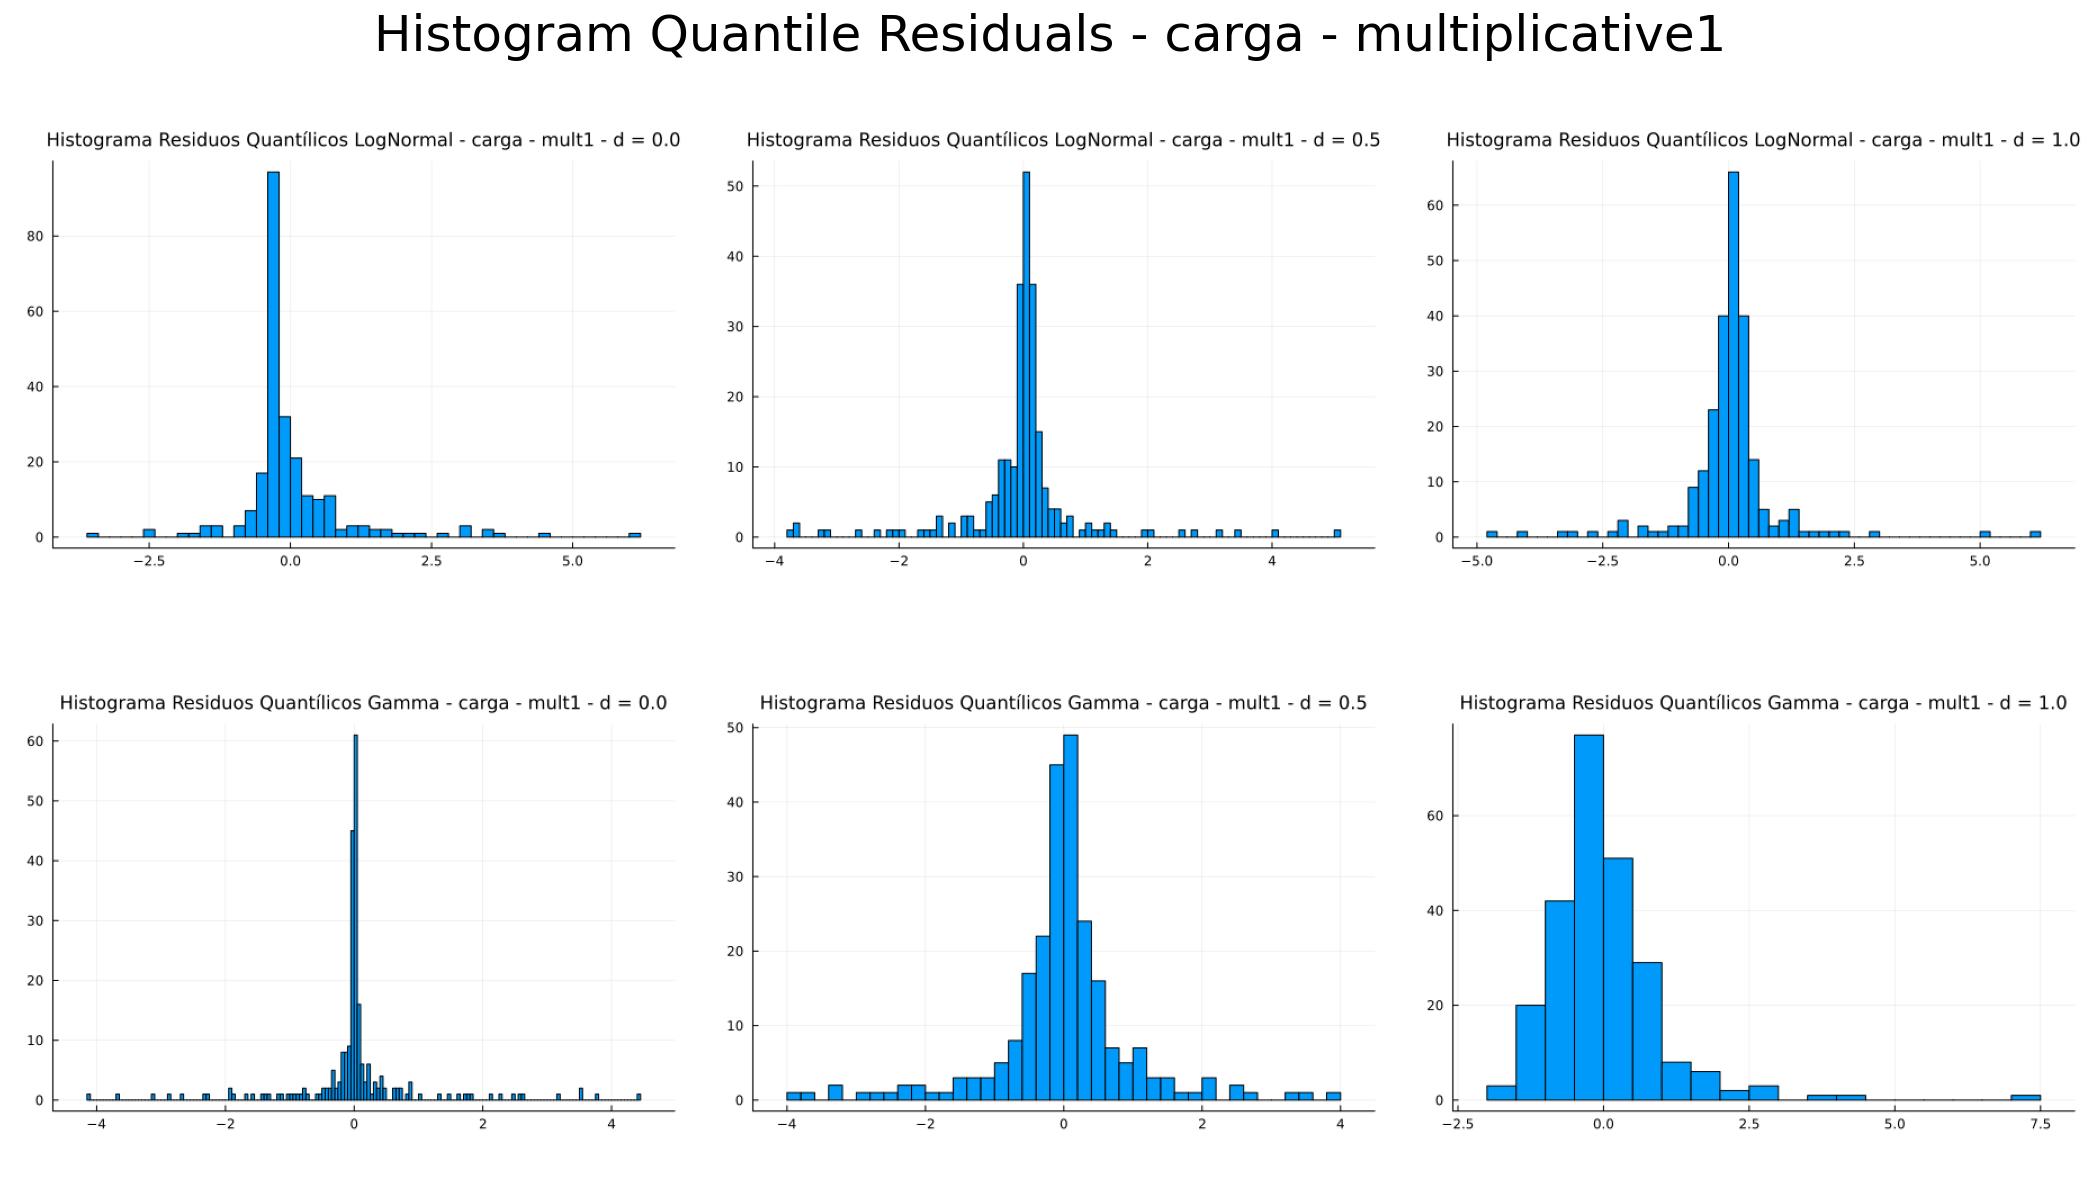 Histogram Quantile Residuals - carga - multiplicative1
Histograma Residuos Quantílicos LogNormal - carga - mult1 - d = 0.0
80
60
40
20
0
−2.5 0.0 2.5 5.0
Histograma Residuos Quantílicos LogNormal - carga - mult1 - d = 0.5
50
40
30
20
10
0
−4 −2 0 2 4
Histograma Residuos Quantílicos LogNormal - carga - mult1 - d = 1.0
60
50
40
30
20
10
0
−5.0 −2.5 0.0 2.5 5.0
Histograma Residuos Quantílicos Gamma - carga - mult1 - d = 0.0
60
50
40
30
20
10
0
−4 −2 0 2 4
Histograma Residuos Quantílicos Gamma - carga - mult1 - d = 0.5
50
40
30
20
10
0
−4 −2 0 2 4
Histograma Residuos Quantílicos Gamma - carga - mult1 - d = 1.0
60
40
20
0
−2.5 0.0 2.5 5.0 7.5